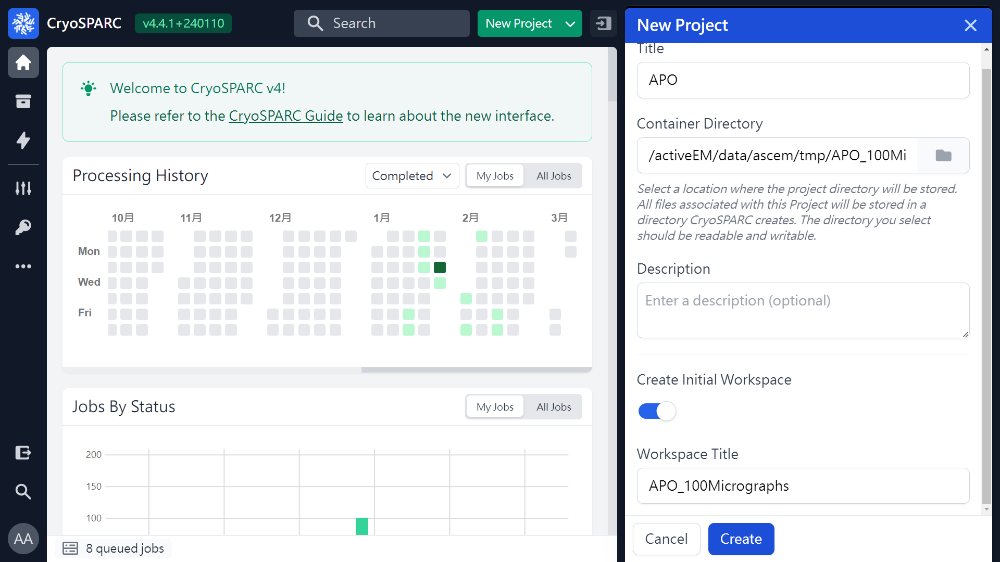 CryoSPARC
v4.4.1+240110
Search
New Project
Welcome to CryoSPARC v4!
Please refer to the CryoSPARC Guide to learn about the new interface.
Processing History
Completed
My Jobs
All Jobs
10月
11月
12月
1月
2月
3月
Mon
Wed
Fri
Jobs By Status
My Jobs
All Jobs
200
150
100
AA
8 queued jobs
New Project
Title
APO
Container Directory
/activeEM/data/ascem/tmp/APO_100Mi
Select a location where the project directory will be stored.
All files associated with this Project will be stored in a
directory CryoSPARC creates. The directory you select
should be readable and writable.
Description
Enter a description (optional)
Create Initial Workspace
Workspace Title
APO_100Micrographs
Cancel
Create